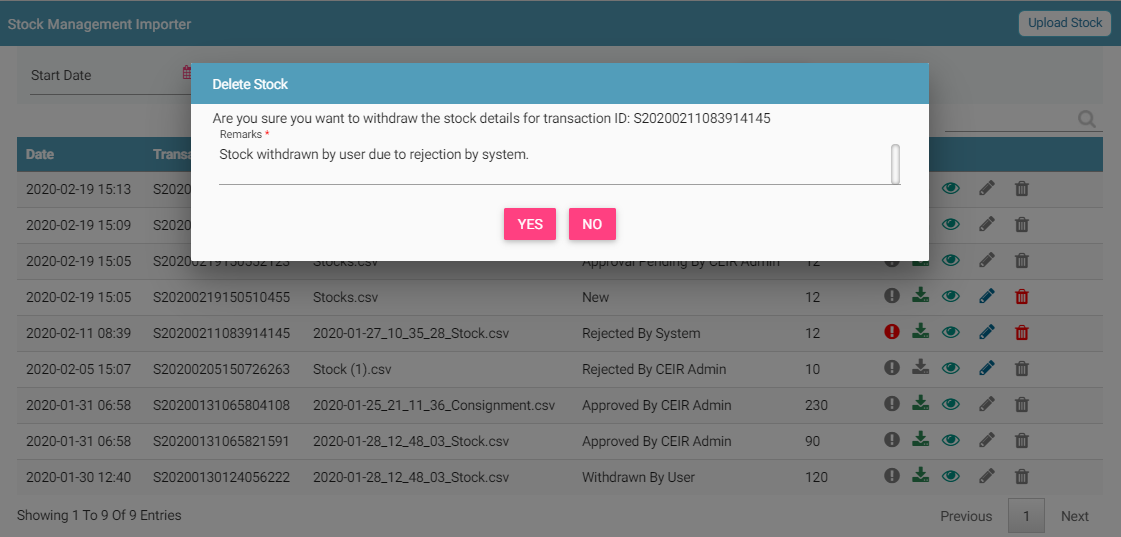 Stock Management Importer Upload Stock
Start Date
Delete Stock
Are you sure you want to withdraw the stock details for transaction ID: S20200211083914145
Remarks *
Stock withdrawn by user due to rejection by system.
YES NO
Date
2020-02-19 15:13
2020-02-19 15:09
2020-02-19 15:05 S20200219150552123 Stocks.csv Approval Pending By CEIR Admin 12
2020-02-19 15:05 S20200219150510455 Stocks.csv New 12
2020-02-11 08:39 S20200211083914145 2020-01-27_10_35_28_Stock.csv Rejected By System 12
2020-02-05 15:07 S20200205150726263 Stock (1).csv Rejected By CEIR Admin 10
2020-01-31 06:58 S20200131065804108 2020-01-25_21_11_36_Consignment.csv Approved By CEIR Admin 230
2020-01-31 06:58 S20200131065821591 2020-01-28_12_48_03_Stock.csv Approved By CEIR Admin 90
2020-01-30 12:40 S20200130124056222 2020-01-28_12_48_03_Stock.csv Withdrawn By User 120
Showing 1 To 9 Of 9 Entries Previous 1 Next